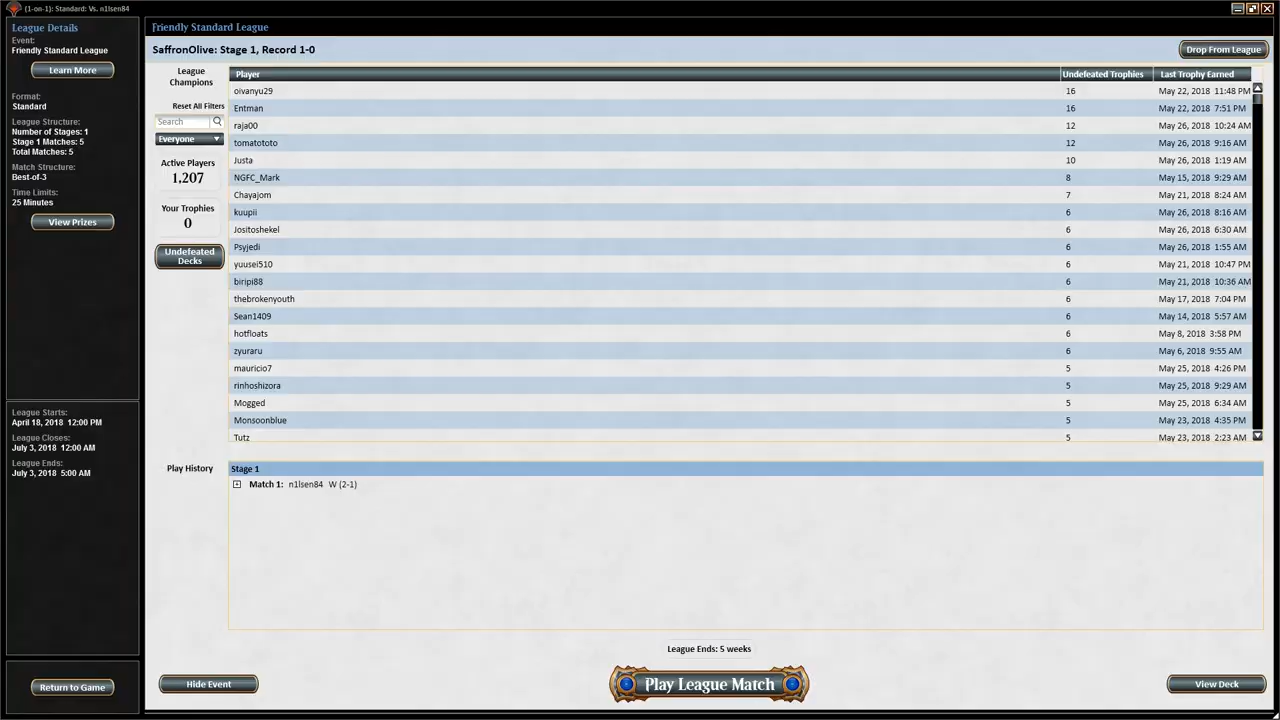 (1-on-1): Standard: Vs. n1lsen84
League Details
Event:
Friendly Standard League
Learn More
Format:
Standard
League Structure:
Number of Stages: 1
Stage 1 Matches: 5
Total Matches: 5
Match Structure:
Best-of-3
Time Limits:
25 Minutes
View Prizes
League Starts:
April 18, 2018 12:00 PM
League Closes:
July 3, 2018 12:00 AM
League Ends:
July 3, 2018 5:00 AM
Return to Game
Friendly Standard League
SaffronOlive: Stage 1, Record 1-0
Drop From League
League
Champions
Reset All Filters
Search
Everyone
Active Players
1,207
Your Trophies
0
Undefeated
Decks
Player Undefeated Trophies Last Trophy Earned
oivanyu29 16 May 22, 2018 11:48 PM
Entman 16 May 22, 2018 7:51 PM
raja00 12 May 26, 2018 10:24 AM
tomatototo 12 May 26, 2018 9:16 AM
Justa 10 May 26, 2018 1:19 AM
NGFC_Mark 8 May 15, 2018 9:29 AM
Chayajom 7 May 21, 2018 8:24 AM
kuupii 6 May 26, 2018 8:16 AM
Jositoshekel 6 May 26, 2018 6:30 AM
Psyjedi 6 May 26, 2018 1:55 AM
yuusei510 6 May 21, 2018 10:47 PM
biripi88 6 May 21, 2018 10:36 AM
thebrokenyouth 6 May 17, 2018 7:04 PM
Sean1409 6 May 14, 2018 5:57 AM
hotfloats 6 May 8, 2018 3:58 PM
zyuraru 6 May 6, 2018 9:55 AM
mauricio7 5 May 25, 2018 4:26 PM
rinhoshizora 5 May 25, 2018 9:29 AM
Mogged 5 May 25, 2018 6:34 AM
Monsoonblue 5 May 23, 2018 4:35 PM
Tutz 5 May 23, 2018 2:23 AM
Play History
Stage 1
Match 1: n1lsen84 W (2-1)
League Ends: 5 weeks
Hide Event
Play League Match
View Deck